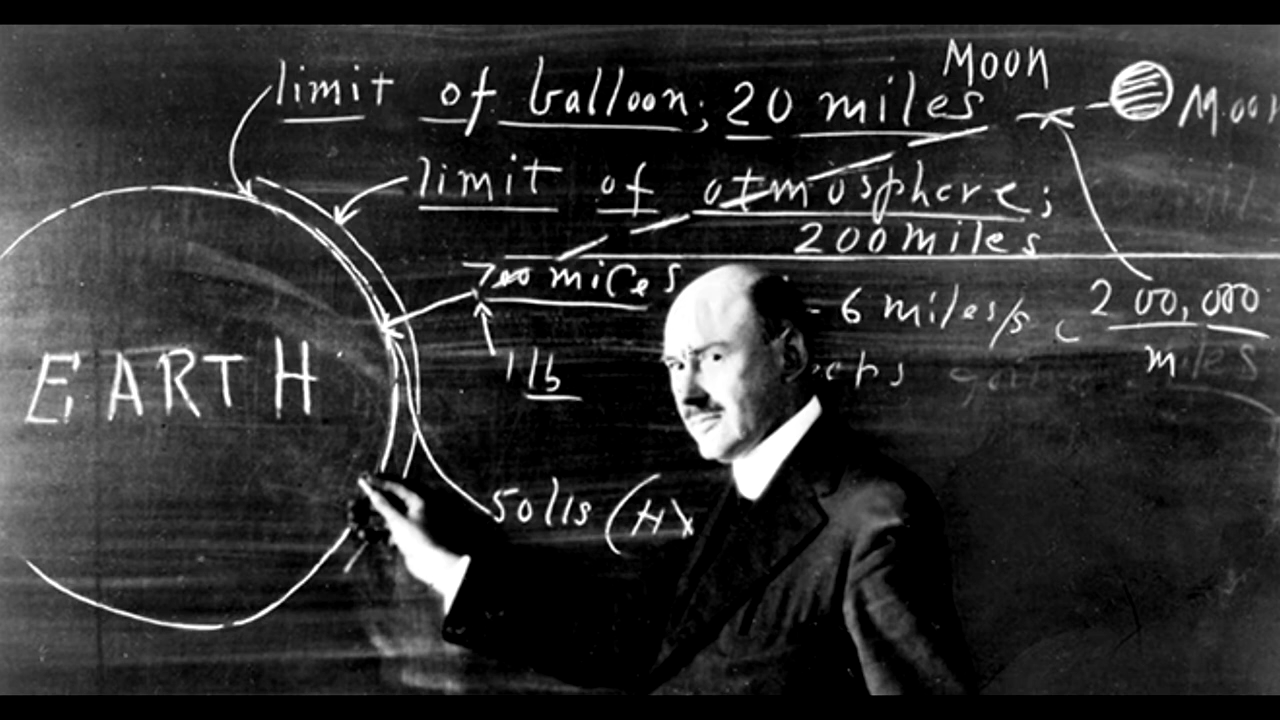 Moon
limit of balloon; 20 miles
Moon
limit of atmosphere;
200 miles
700 miles
6 miles/s
200,000
miles
EARTH
1 lb
50 lbs (H)